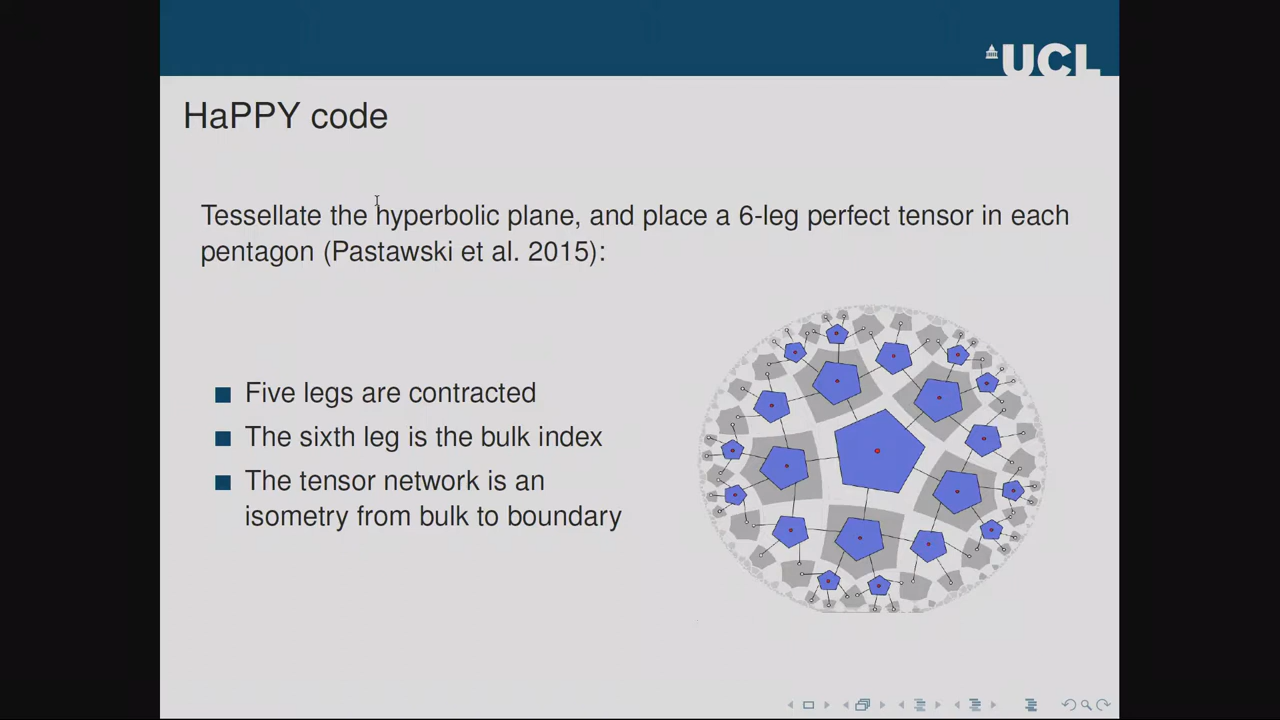 UCL
HaPPY code
Tessellate the hyperbolic plane, and place a 6-leg perfect tensor in each
pentagon (Pastawski et al. 2015):
Five legs are contracted
The sixth leg is the bulk index
The tensor network is an
isometry from bulk to boundary